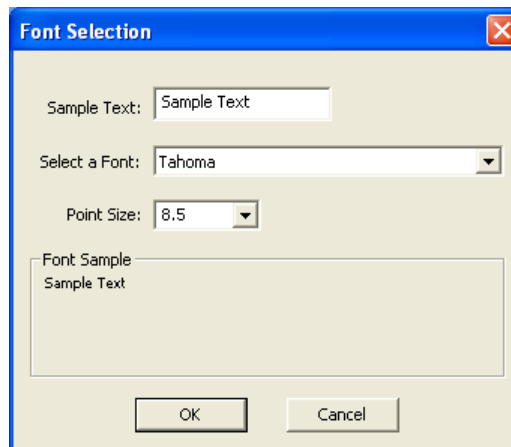 Font Selection
Sample Text: Sample Text
Select a Font: Tahoma
Point Size: 8.5
Font Sample
Sample Text
OK Cancel